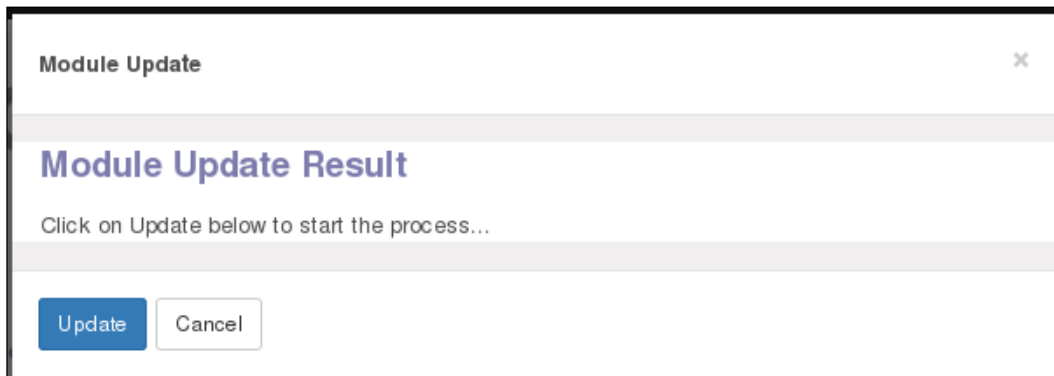 Module Update
×
Module Update Result
Click on Update below to start the process...
Update
Cancel